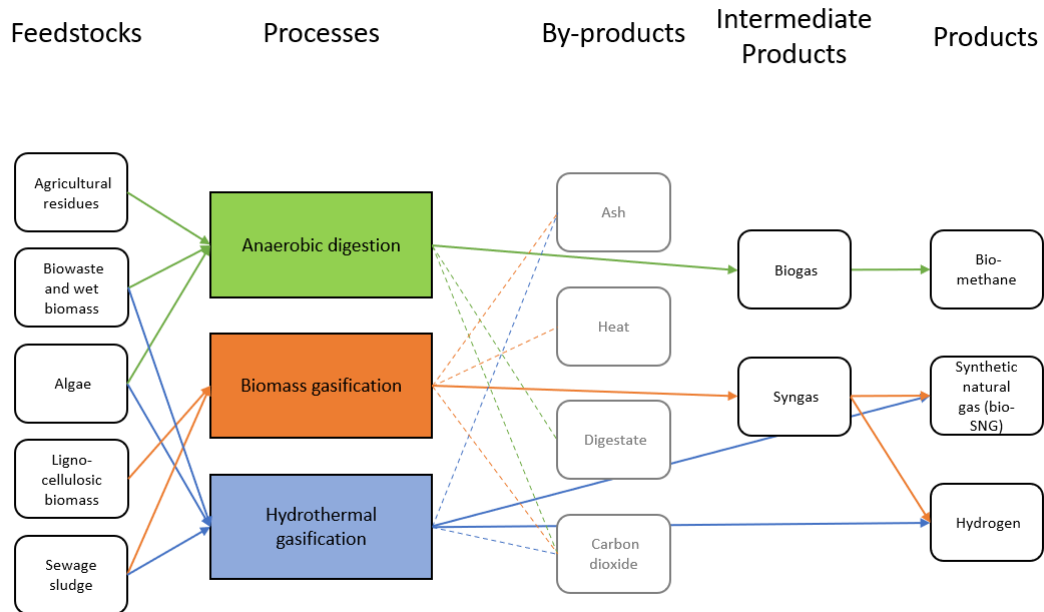 Feedstocks
Processes
By-products
Intermediate
Products
Products
Agricultural
residues
Biowaste
and wet
biomass
Algae
Ligno-
cellulosic
biomass
Sewage
sludge
Anaerobic digestion
Biomass gasification
Hydrothermal
gasification
Ash
Heat
Digestate
Carbon
dioxide
Biogas
Syngas
Bio-
methane
Synthetic
natural
gas (bio-
SNG)
Hydrogen